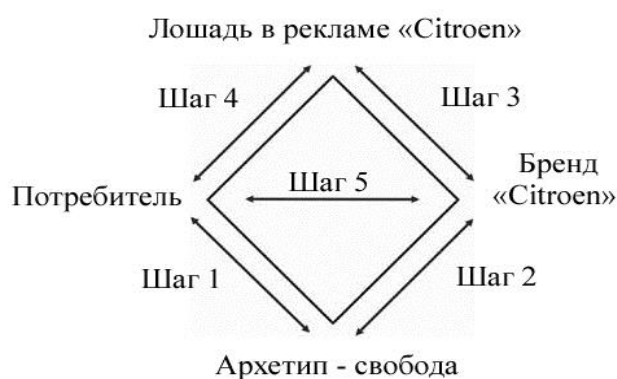 Лошадь в рекламе «Citroen»
Шаг 4
Шаг 3
Потребитель
Шаг 5
Бренд
«Citroen»
Шаг 1
Шаг 2
Архетип - свобода